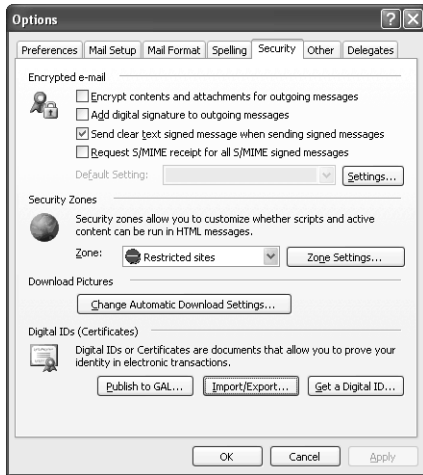 Options
Preferences Mail Setup Mail Format Spelling Security Other Delegates
Encrypted e-mail
Encrypt contents and attachments for outgoing messages
Add digital signature to outgoing messages
Send clear text signed message when sending signed messages
Request S/MIME receipt for all S/MIME signed messages
Default Setting: Settings...
Security Zones
Security zones allow you to customize whether scripts and active
content can be run in HTML messages.
Zone: Restricted sites Zone Settings...
Download Pictures
Change Automatic Download Settings...
Digital IDs (Certificates)
Digital IDs or Certificates are documents that allow you to prove your
identity in electronic transactions.
Publish to GAL... Import/Export... Get a Digital ID...
OK Cancel Apply